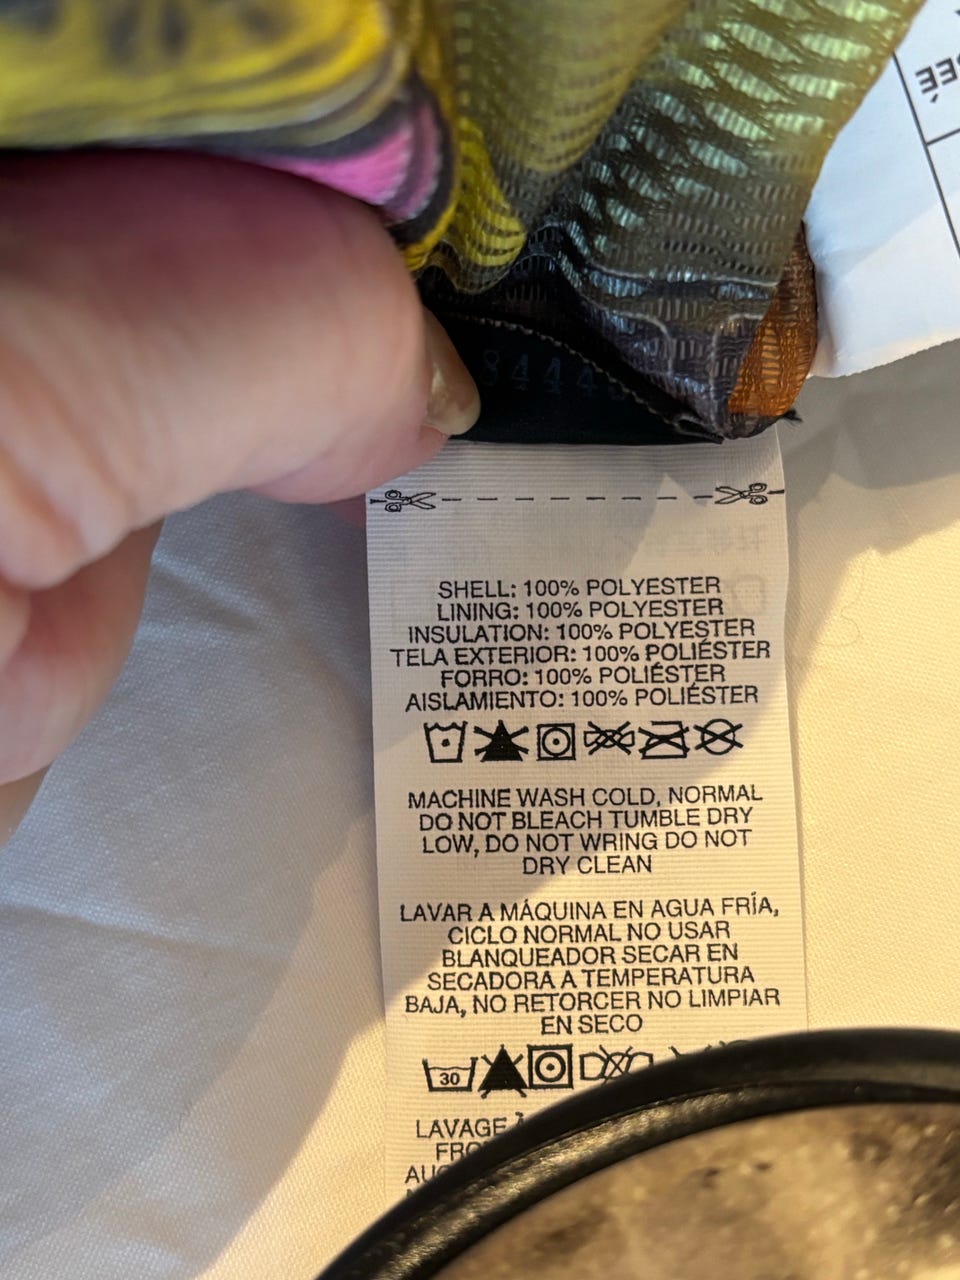 SHELL: 100% POLYESTER
LINING: 100% POLYESTER
INSULATION: 100% POLYESTER
TELA EXTERIOR: 100% POLIÉSTER
FORRO: 100% POLIÉSTER
AISLAMIENTO: 100% POLIÉSTER
MACHINE WASH COLD, NORMAL
DO NOT BLEACH TUMBLE DRY
LOW, DO NOT WRING DO NOT
DRY CLEAN
LAVAR A MÁQUINA EN AGUA FRÍA,
CICLO NORMAL NO USAR
BLANQUEADOR SECAR EN
SECADORA A TEMPERATURA
BAJA, NO RETORCER NO LIMPIAR
EN SECO
30
LAVAGE